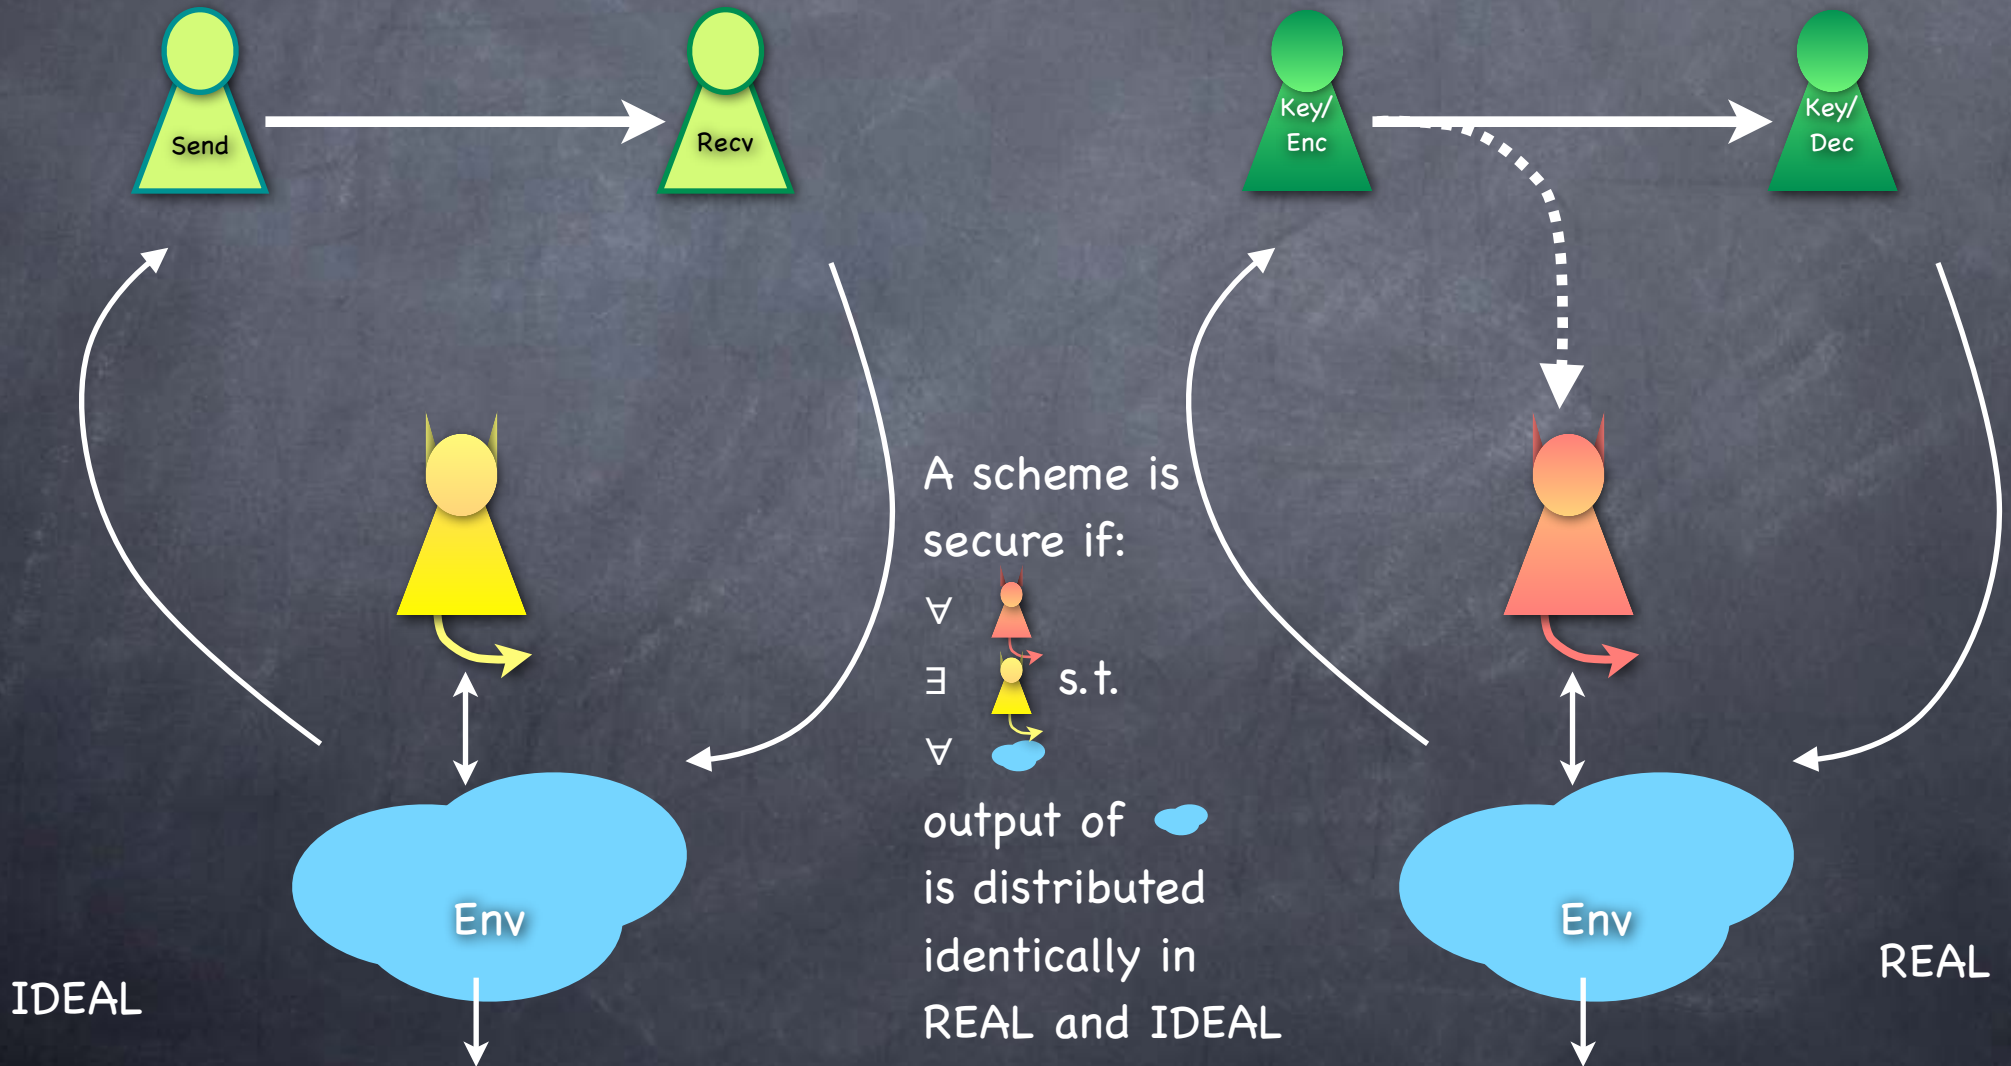 Send
Recv
Key/
Enc
Key/
Dec
A scheme is
secure if:
∀
∃ s.t.
∀
output of
is distributed
identically in
REAL and IDEAL
Env
Env
IDEAL
REAL